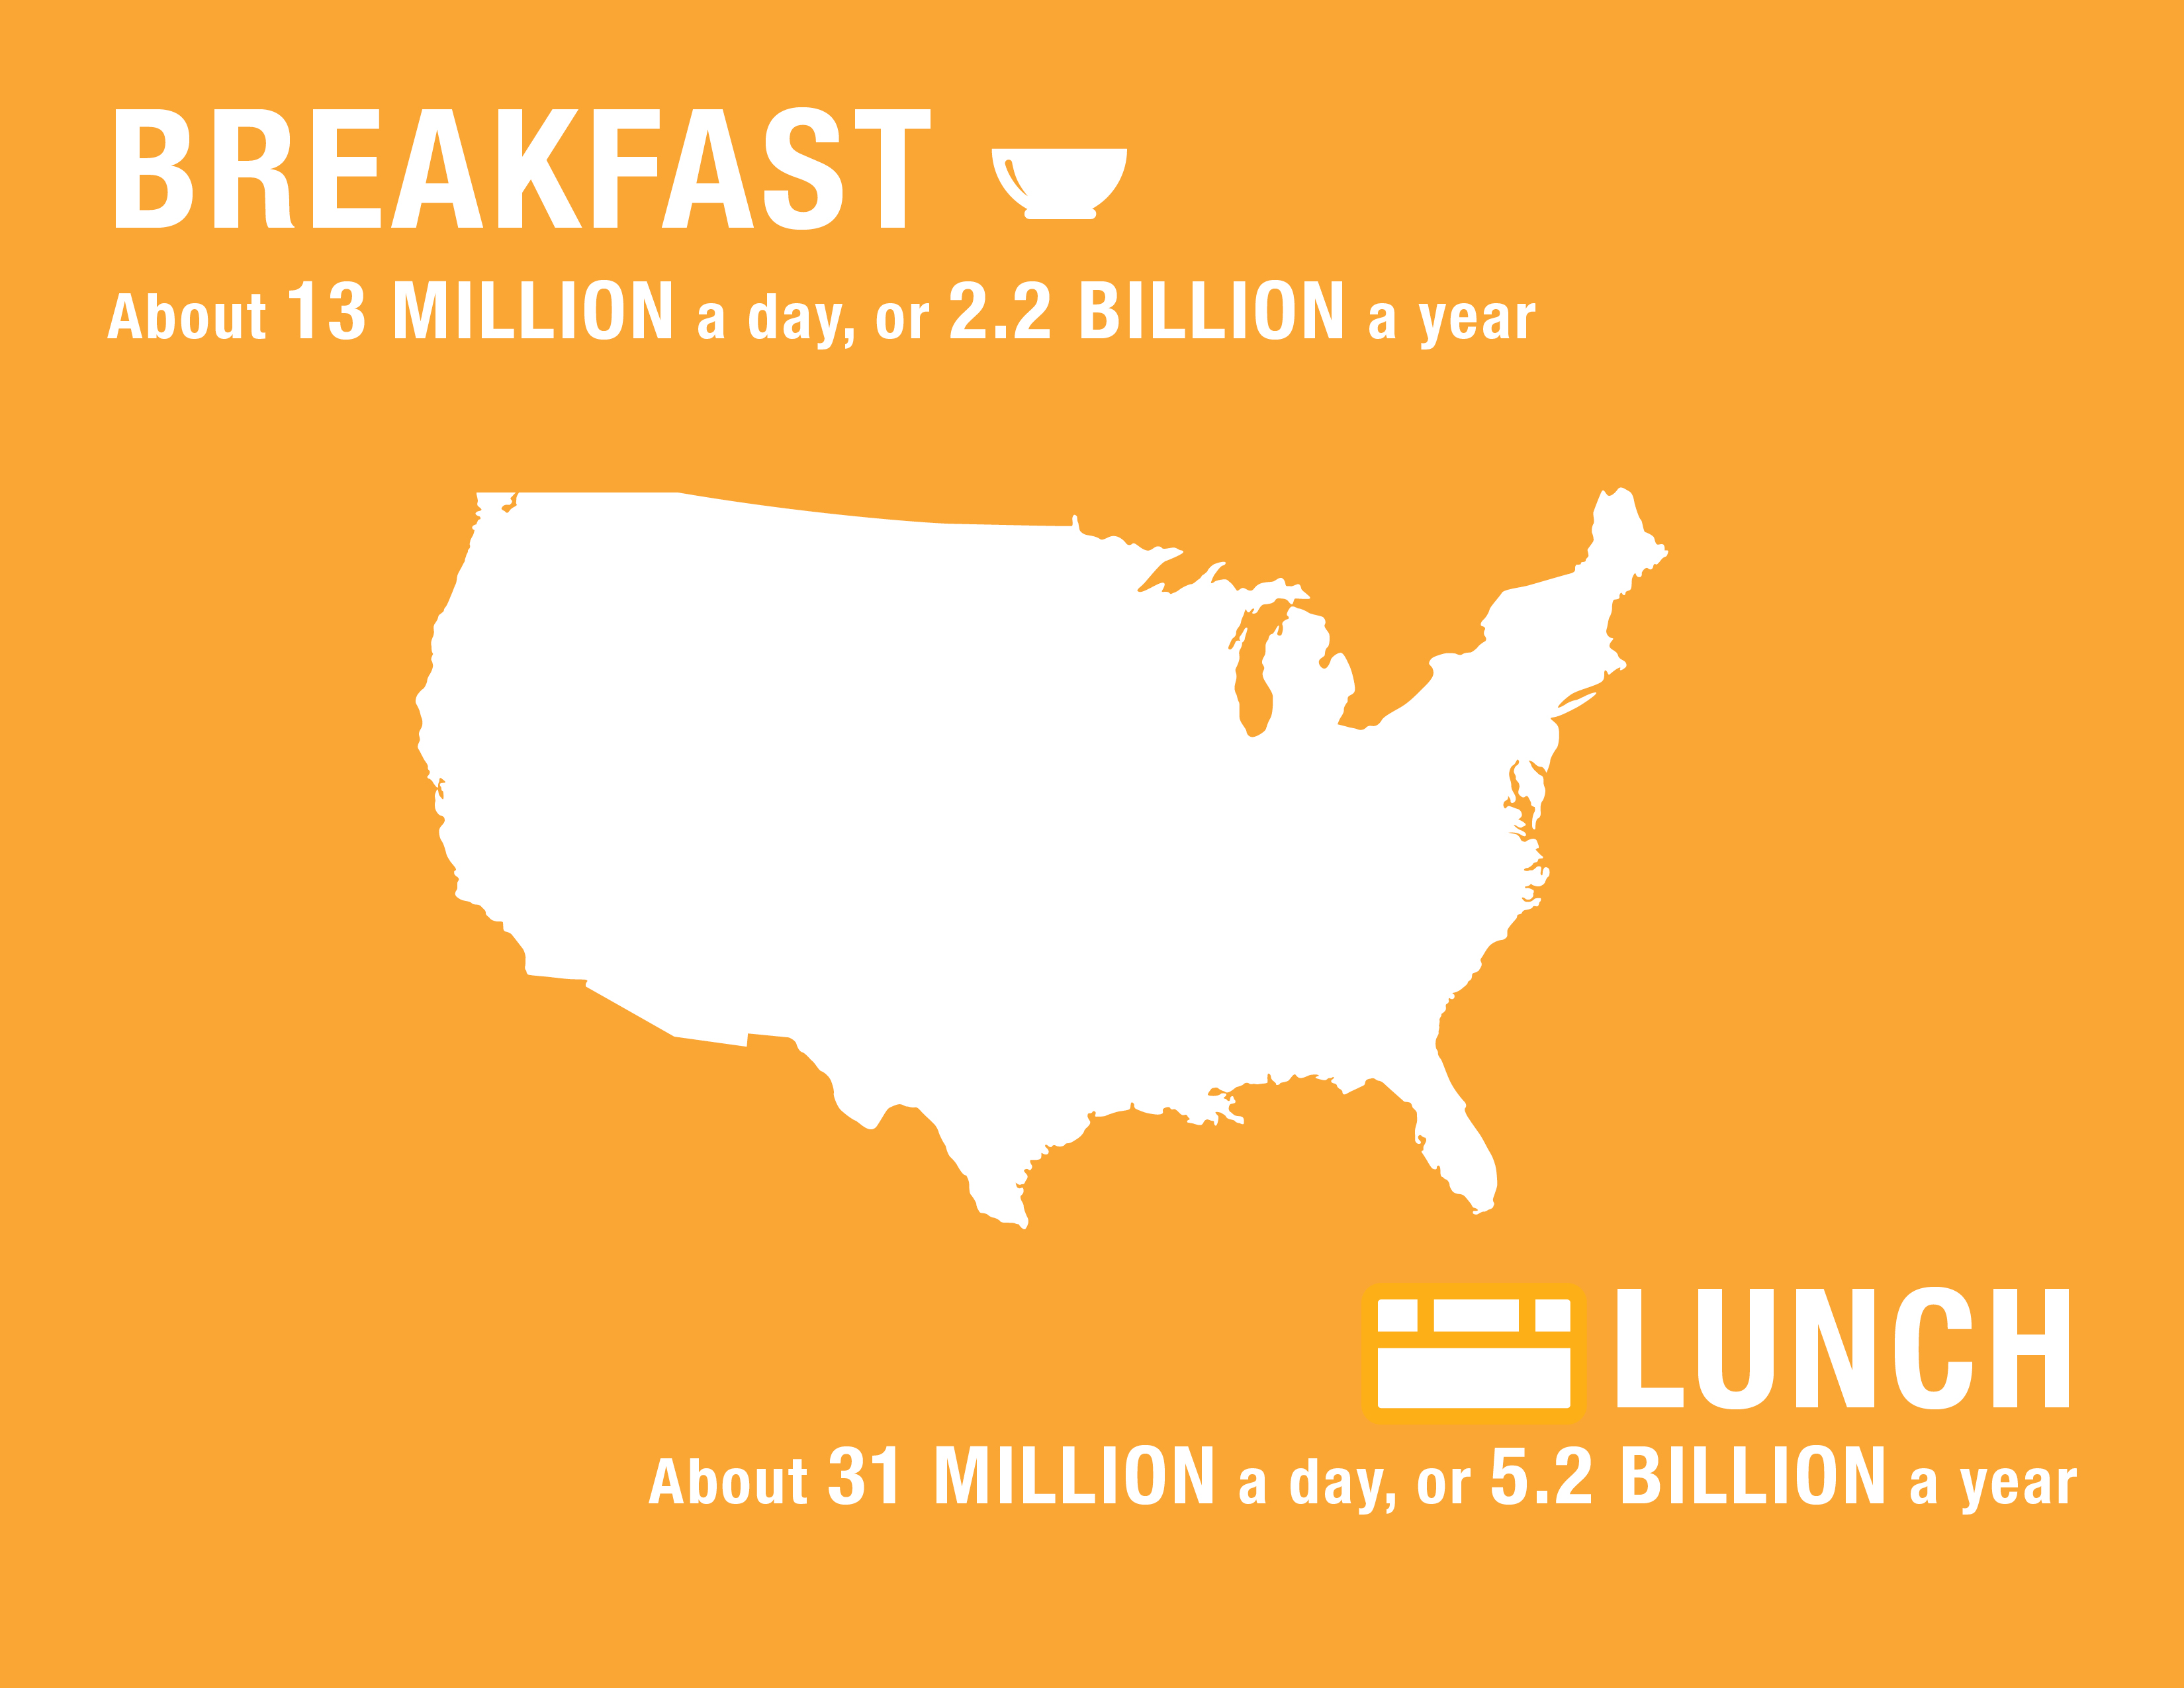 BREAKFAST
About 13 MILLION a day, or 2.2 BILLION a year
LUNCH
About 31 MILLION a day, or 5.2 BILLION a year